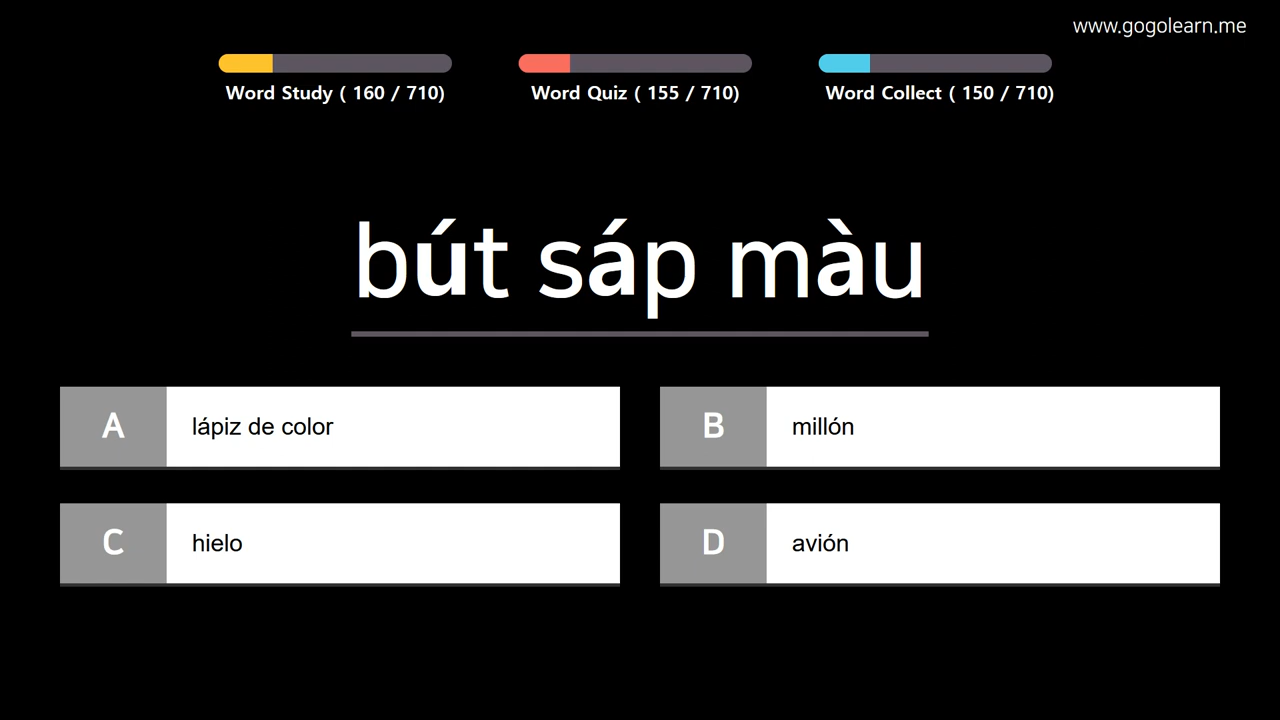 www.gogolearn.me
Word Study ( 160 / 710)
Word Quiz ( 155 / 710)
Word Collect ( 150 / 710)
bút sáp màu
A lápiz de color
B millón
C hielo
D avión